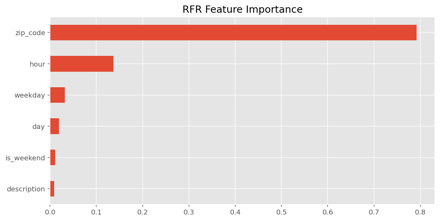 RFR Feature Importance
zip_code
hour
weekday
day
is_weekend
description
0.0 0.1 0.2 0.3 0.4 0.5 0.6 0.7 0.8